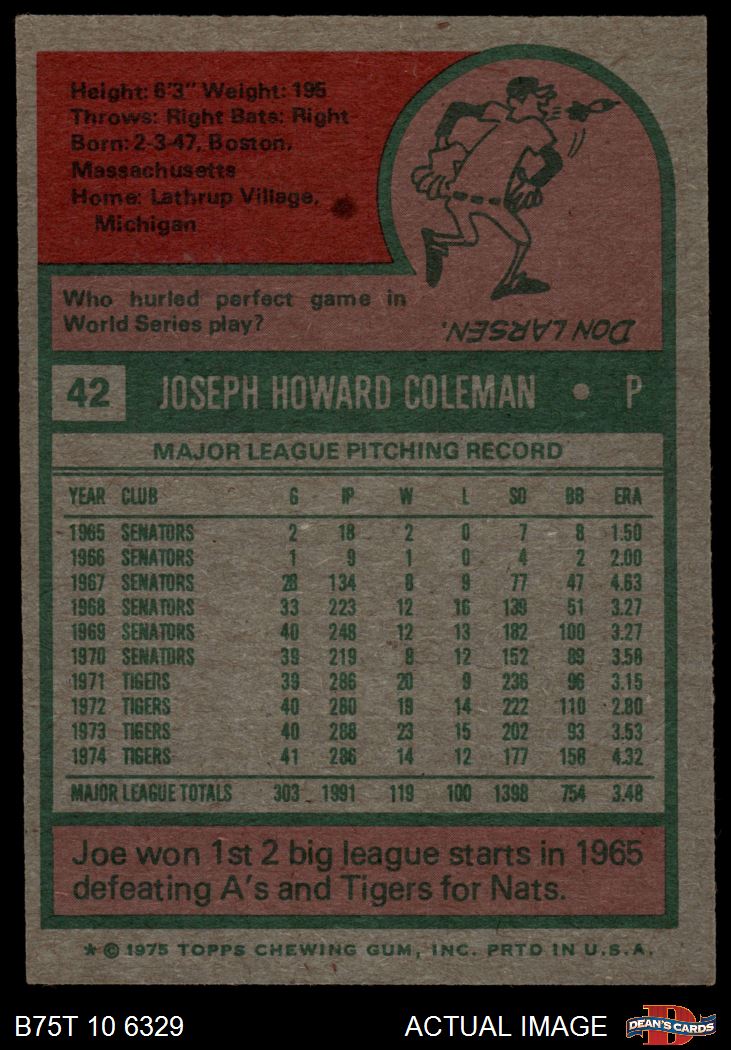 Height: 6'3" Weight: 195
Throws: Right Bats: Right
Born: 2-3-47, Boston,
Massachusetts
Home: Lathrup Village,
Michigan
Who hurled perfect game in
World Series play?
DON LARSEN.
42 JOSEPH HOWARD COLEMAN • P
MAJOR LEAGUE PITCHING RECORD
YEAR CLUB G IP W L SO BB ERA
1965 SENATORS 2 18 2 0 7 8 1.50
1966 SENATORS 1 9 1 0 4 2 2.00
1967 SENATORS 28 134 8 9 77 47 4.63
1968 SENATORS 33 223 12 16 139 51 3.27
1969 SENATORS 40 248 12 13 182 100 3.27
1970 SENATORS 39 219 8 12 152 89 3.58
1971 TIGERS 39 286 20 9 236 96 3.15
1972 TIGERS 40 280 19 14 222 110 2.80
1973 TIGERS 40 288 23 15 202 93 3.53
1974 TIGERS 41 286 14 12 177 158 4.32
MAJOR LEAGUE TOTALS 303 1991 119 100 1398 754 3.48
Joe won 1st 2 big league starts in 1965
defeating A's and Tigers for Nats.
* © 1975 TOPPS CHEWING GUM, INC. PRTD IN U.S.A.
B75T 10 6329 ACTUAL IMAGE DEAN'S CARDS